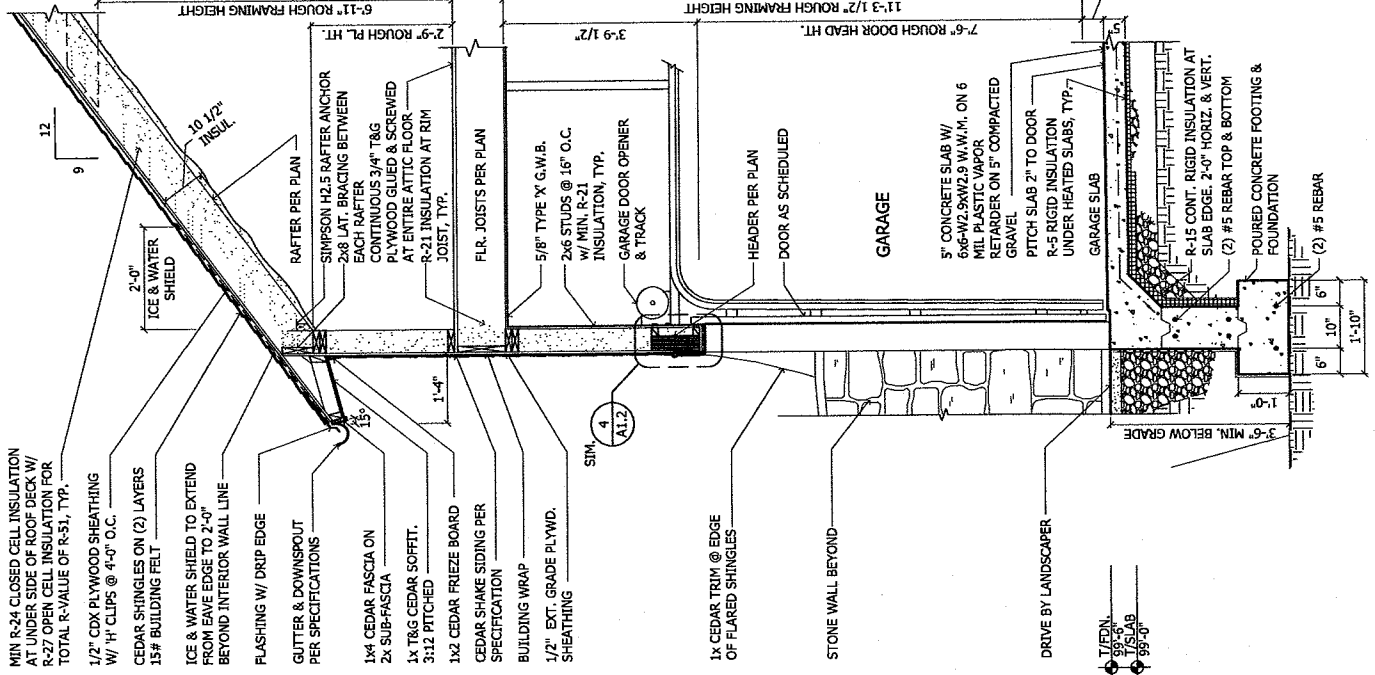 MIN R-24 CLOSED CELL INSULATION
AT UNDER SIDE OF ROOF DECK W/
R-27 OPEN CELL INSULATION FOR
TOTAL R-VALUE OF R-51, TYP.
1/2" CDX PLYWOOD SHEATHING
W/ 'H' CLIPS @ 4'-0" O.C.
CEDAR SHINGLES ON (2) LAYERS
15# BUILDING FELT
ICE & WATER SHIELD TO EXTEND
FROM EAVE EDGE TO 2'-0"
BEYOND INTERIOR WALL LINE
FLASHING W/ DRIP EDGE
GUTTER & DOWNSPOUT
PER SPECIFICATIONS
1x4 CEDAR FASCIA ON
2x SUB-FASCIA
1x T&G CEDAR SOFFIT.
3:12 PITCHED
1x2 CEDAR FRIEZE BOARD
CEDAR SHAKE SIDING PER
SPECIFICATION
BUILDING WRAP
1/2" EXT. GRADE PLYWD.
SHEATHING
1x CEDAR TRIM @ EDGE
OF FLARED SHINGLES
STONE WALL BEYOND
DRIVE BY LANDSCAPER
T/FDN.
99'-6"
T/SLAB
99'-0"
12
9
2'-0"
ICE & WATER
SHIELD
10 1/2"
INSUL.
15°
1'-4"
SIM.
4
A1.2
RAFTER PER PLAN
SIMPSON H2.5 RAFTER ANCHOR
2x8 LAT. BRACING BETWEEN
EACH RAFTER
CONTINUOUS 3/4" T&G
PLYWOOD GLUED & SCREWED
AT ENTIRE ATTIC FLOOR
R-21 INSULATION AT RIM
JOIST, TYP.
FLR. JOISTS PER PLAN
5/8" TYPE 'X' G.W.B.
2x6 STUDS @ 16" O.C.
W/ MIN. R-21
INSULATION, TYP.
GARAGE DOOR OPENER
& TRACK
HEADER PER PLAN
DOOR AS SCHEDULED
GARAGE
5" CONCRETE SLAB W/
6x6-W2.9xW2.9 W.W.M. ON 6
MIL PLASTIC VAPOR
RETARDER ON 5" COMPACTED
GRAVEL
PITCH SLAB 2" TO DOOR
R-5 RIGID INSULATION
UNDER HEATED SLABS, TYP.
GARAGE SLAB
R-15 CONT. RIGID INSULATION AT
SLAB EDGE, 2'-0" HORIZ. & VERT.
(2) #5 REBAR TOP & BOTTOM
POURED CONCRETE FOOTING &
FOUNDATION
(2) #5 REBAR
6'-11" ROUGH FRAMING HEIGHT
2'-9" ROUGH PL. HT.
11'-3 1/2" ROUGH FRAMING HEIGHT
3'-9 1/2"
7'-6" ROUGH DOOR HEAD HT.
5"
3'-6" MIN. BELOW GRADE
1'-0"
6"
10"
6"
1'-10"